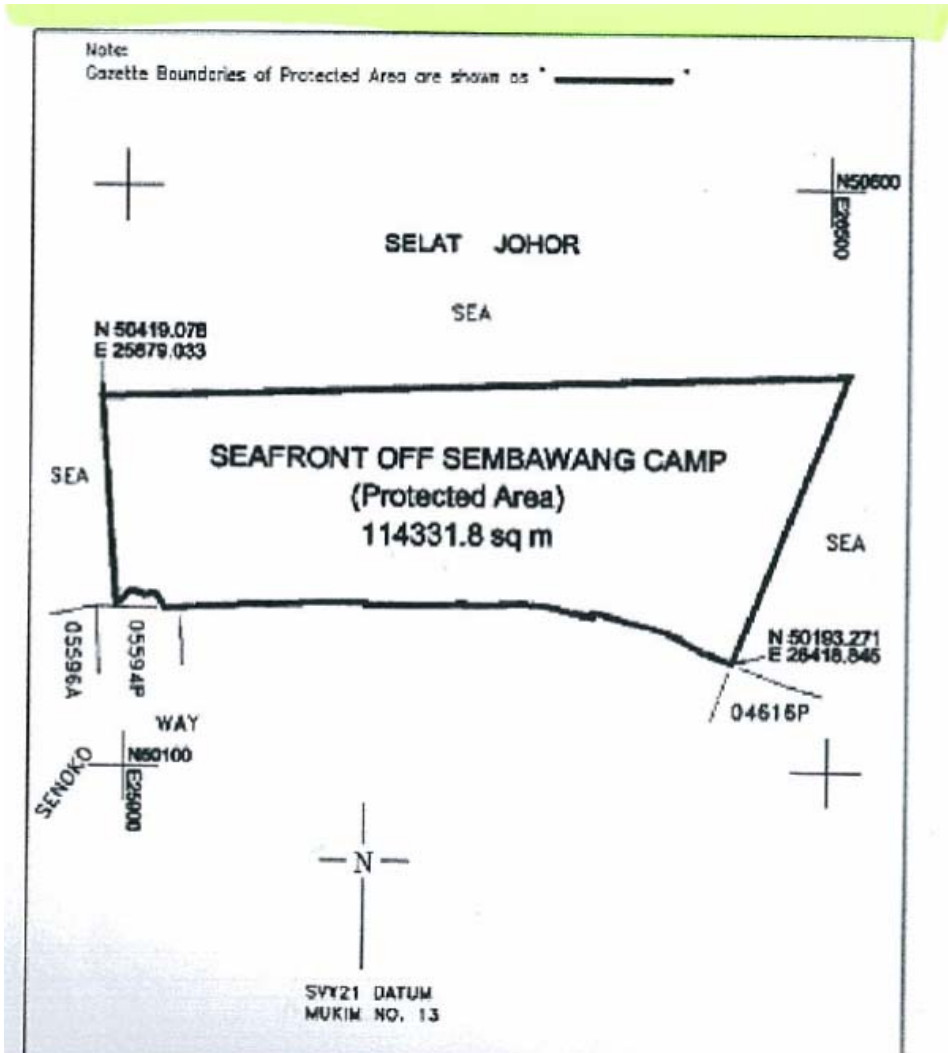 Note:
Gazette Boundaries of Protected Area are shown as " "
N50600
E26500
SELAT JOHOR
SEA
N 50419.078
E 25879.033
SEAFRONT OFF SEMBAWANG CAMP
(Protected Area)
114331.8 sq m
SEA
SEA
N 50193.271
E 26418.845
05596A
05594P
04616P
SENOKO WAY
N50100
E25900
N
SVY21 DATUM
MUKIM NO. 13